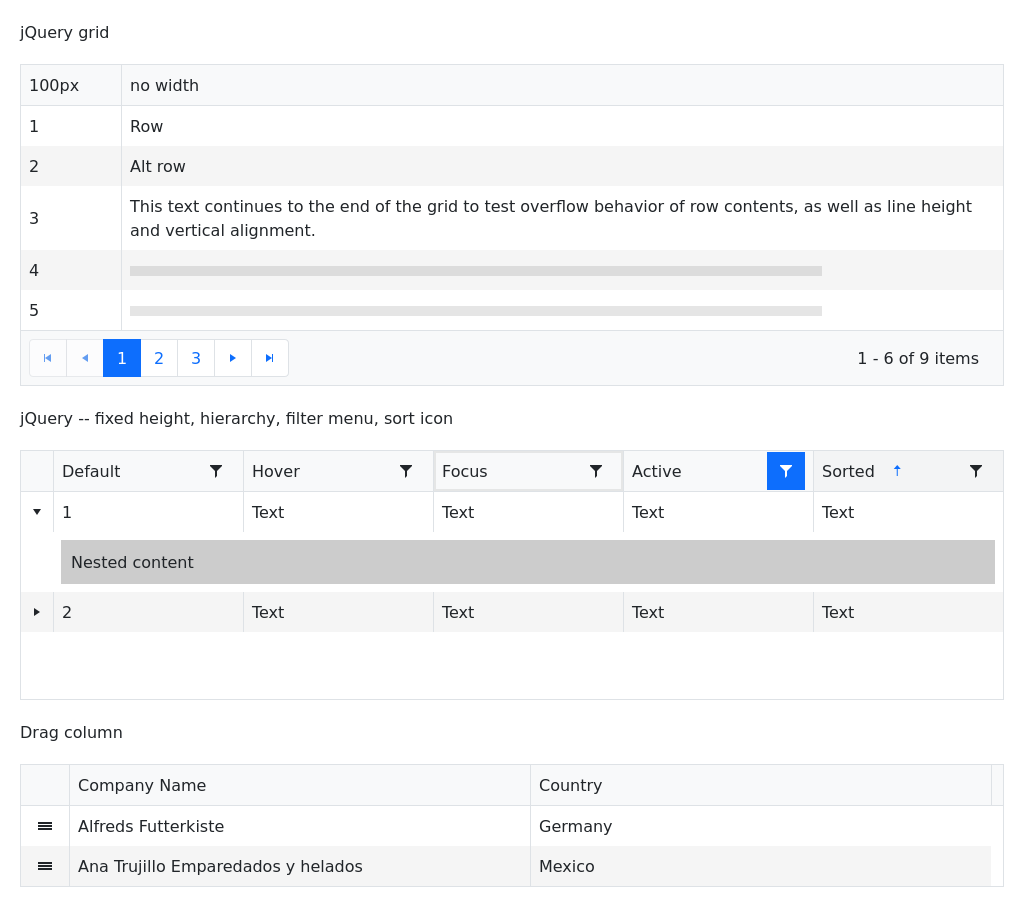 jQuery grid
100px no width
1 Row
2 Alt row
3 This text continues to the end of the grid to test overflow behavior of row contents, as well as line height
and vertical alignment.
4
5
1 2 3 1 - 6 of 9 items
jQuery -- fixed height, hierarchy, filter menu, sort icon
Default Hover Focus Active Sorted
1 Text Text Text Text
Nested content
2 Text Text Text Text
Drag column
Company Name Country
Alfreds Futterkiste Germany
Ana Trujillo Emparedados y helados Mexico